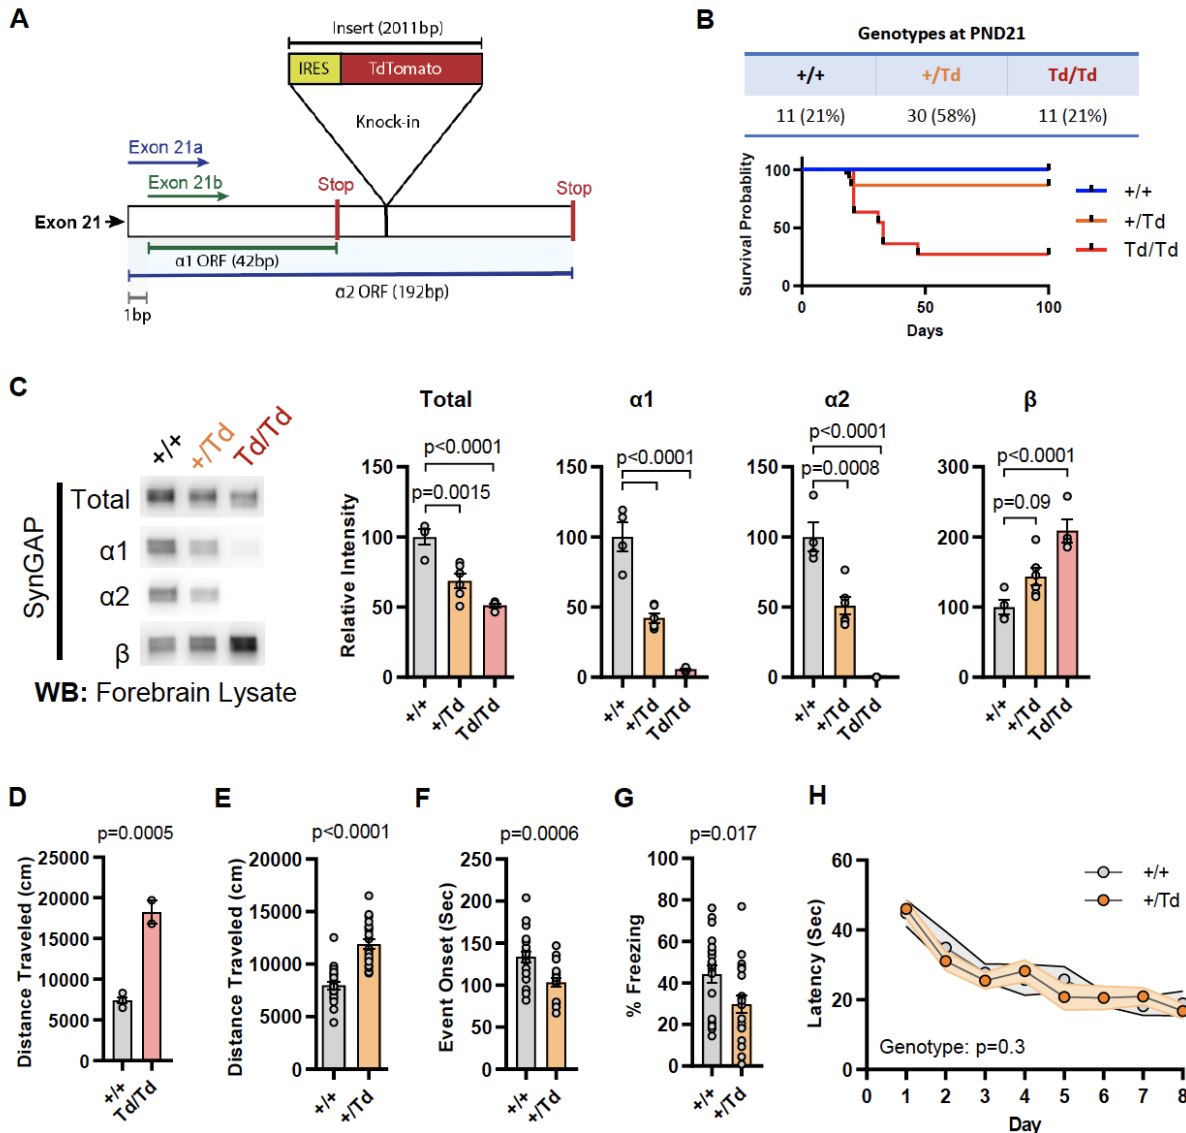 A
Insert (2011bp)
IRES TdTomato
Knock-in
Exon 21a
Exon 21b
Stop
Stop
Exon 21
α1 ORF (42bp)
α2 ORF (192bp)
1bp
B
Genotypes at PND21
+/+ +/Td Td/Td
11 (21%) 30 (58%) 11 (21%)
Survival Probablity
100
50
0
0 50 100
Days
+/+
+/Td
Td/Td
C
+/+ +/Td Td/Td
SynGAP
Total
α1
α2
β
WB: Forebrain Lysate
Total
p<0.0001
p=0.0015
Relative Intensity
150
100
50
0
+/+ +/Td Td/Td
α1
p<0.0001
150
100
50
0
+/+ +/Td Td/Td
α2
p<0.0001
p=0.0008
150
100
50
0
+/+ +/Td Td/Td
β
p<0.0001
p=0.09
300
200
100
0
+/+ +/Td Td/Td
D
p=0.0005
Distance Traveled (cm)
25000
20000
15000
10000
5000
0
+/+ Td/Td
E
p<0.0001
Distance Traveled (cm)
20000
15000
10000
5000
0
+/+ +/Td
F
p=0.0006
Event Onset (Sec)
250
200
150
100
50
0
+/+ +/Td
G
p=0.017
% Freezing
100
80
60
40
20
0
+/+ +/Td
H
Latency (Sec)
60
40
20
0
+/+
+/Td
Genotype: p=0.3
0 1 2 3 4 5 6 7 8
Day